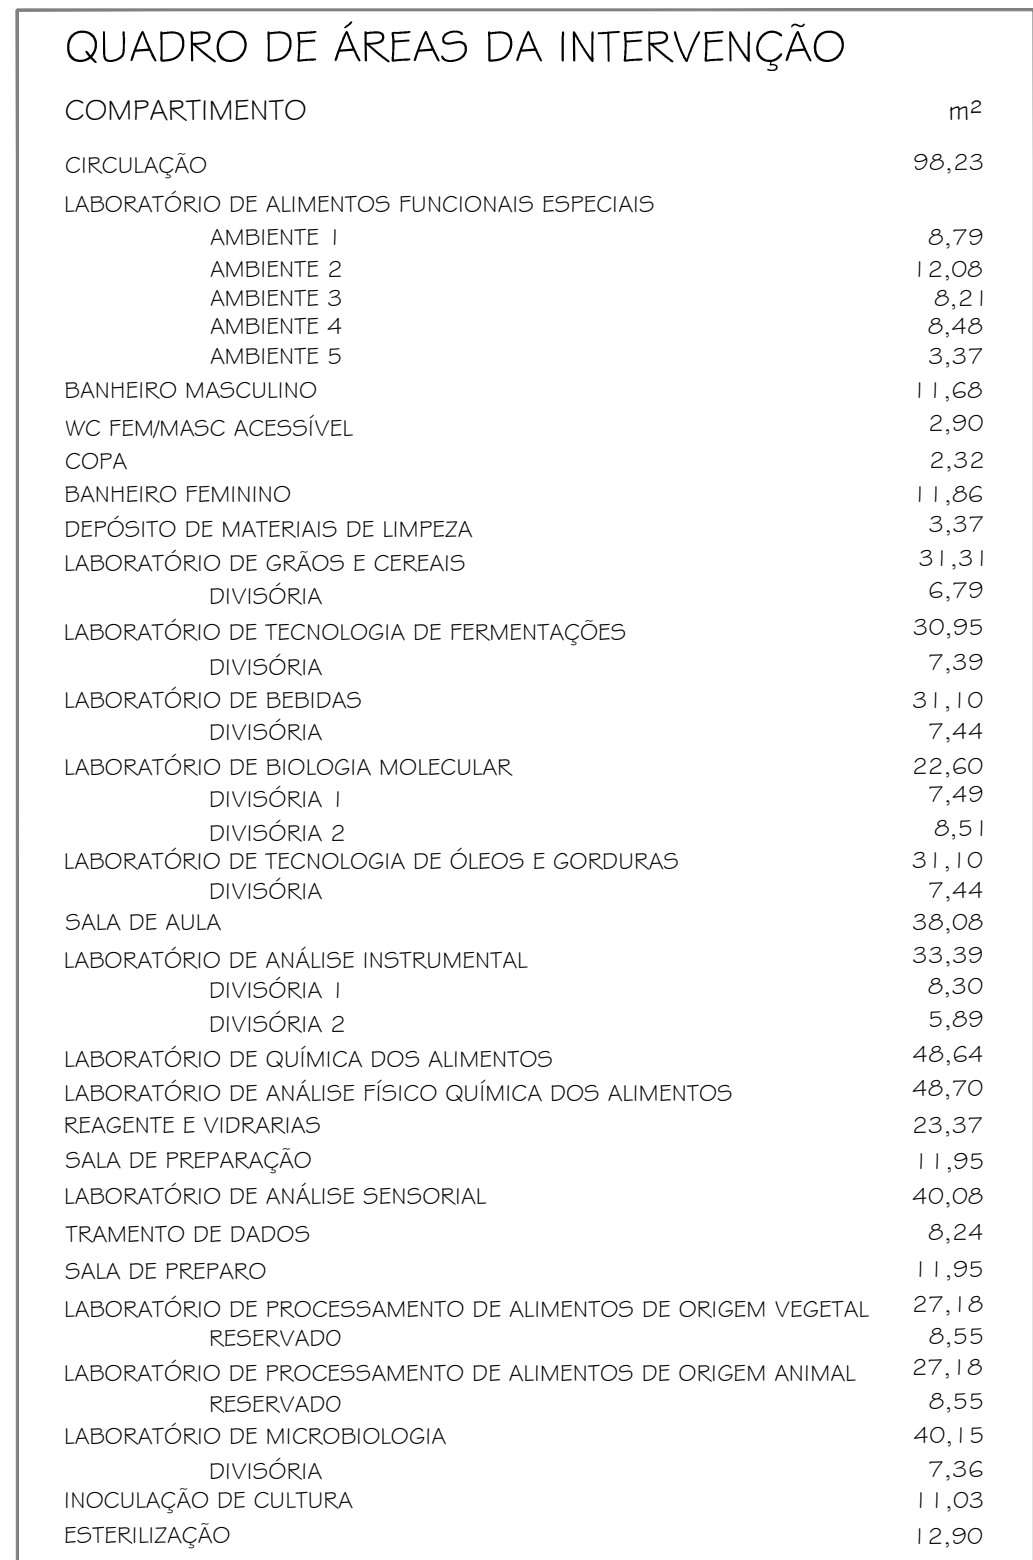 QUADRO DE ÁREAS DA INTERVENÇÃO
COMPARTIMENTO m²
CIRCULAÇÃO 98,23
LABORATÓRIO DE ALIMENTOS FUNCIONAIS ESPECIAIS
AMBIENTE 1 8,79
AMBIENTE 2 12,08
AMBIENTE 3 8,21
AMBIENTE 4 8,48
AMBIENTE 5 3,37
BANHEIRO MASCULINO 11,68
WC FEM/MASC ACESSÍVEL 2,90
COPA 2,32
BANHEIRO FEMININO 11,86
DEPÓSITO DE MATERIAIS DE LIMPEZA 3,37
LABORATÓRIO DE GRÃOS E CEREAIS 31,31
DIVISÓRIA 6,79
LABORATÓRIO DE TECNOLOGIA DE FERMENTAÇÕES 30,95
DIVISÓRIA 7,39
LABORATÓRIO DE BEBIDAS 31,10
DIVISÓRIA 7,44
LABORATÓRIO DE BIOLOGIA MOLECULAR 22,60
DIVISÓRIA 1 7,49
DIVISÓRIA 2 8,51
LABORATÓRIO DE TECNOLOGIA DE ÓLEOS E GORDURAS 31,10
DIVISÓRIA 7,44
SALA DE AULA 38,08
LABORATÓRIO DE ANÁLISE INSTRUMENTAL 33,39
DIVISÓRIA 1 8,30
DIVISÓRIA 2 5,89
LABORATÓRIO DE QUÍMICA DOS ALIMENTOS 48,64
LABORATÓRIO DE ANÁLISE FÍSICO QUÍMICA DOS ALIMENTOS 48,70
REAGENTE E VIDRARIAS 23,37
SALA DE PREPARAÇÃO 11,95
LABORATÓRIO DE ANÁLISE SENSORIAL 40,08
TRAMENTO DE DADOS 8,24
SALA DE PREPARO 11,95
LABORATÓRIO DE PROCESSAMENTO DE ALIMENTOS DE ORIGEM VEGETAL 27,18
RESERVADO 8,55
LABORATÓRIO DE PROCESSAMENTO DE ALIMENTOS DE ORIGEM ANIMAL 27,18
RESERVADO 8,55
LABORATÓRIO DE MICROBIOLOGIA 40,15
DIVISÓRIA 7,36
INOCULAÇÃO DE CULTURA 11,03
ESTERILIZAÇÃO 12,90